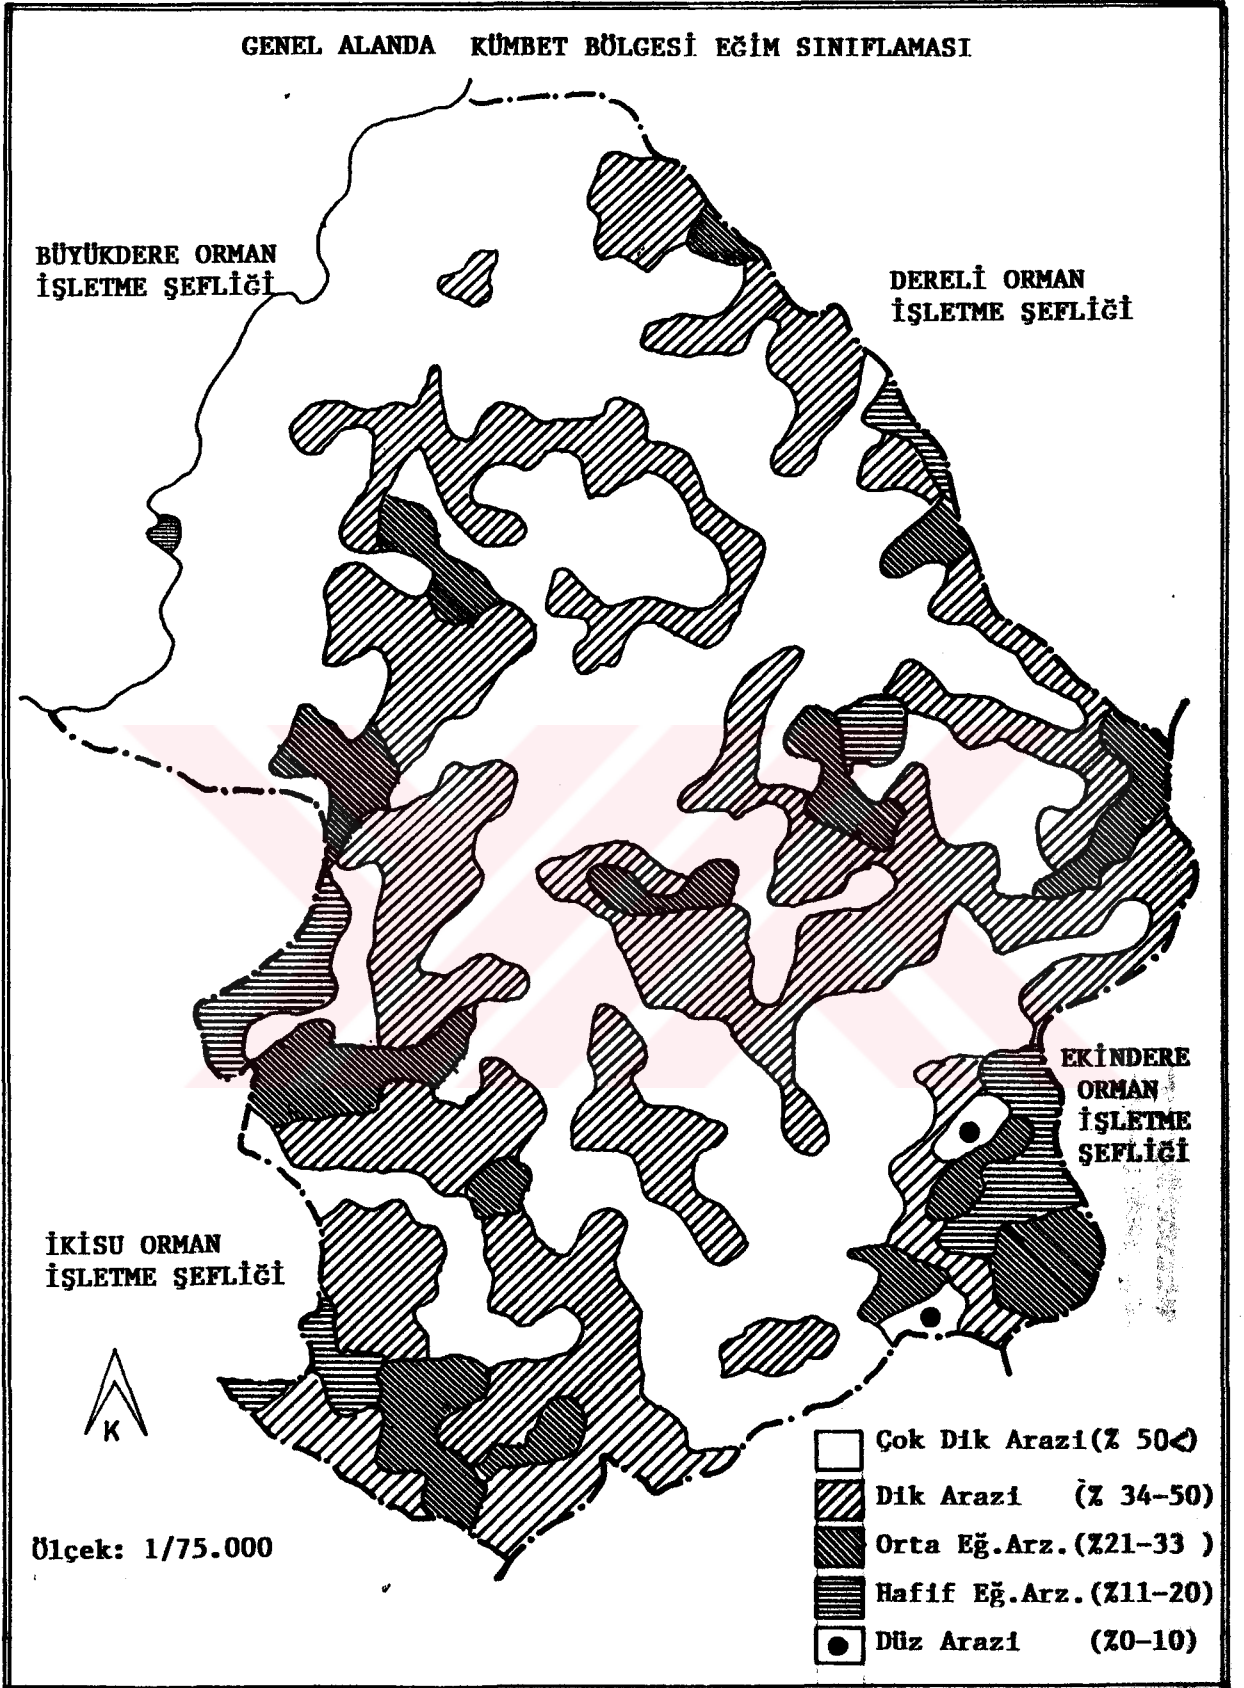 GENEL ALANDA KÜMBET BÖLGESİ EĞİM SINIFLAMASI
BÜYÜKDERE ORMAN
İŞLETME ŞEFLİĞİ
DERELİ ORMAN
İŞLETME ŞEFLİĞİ
EKİNDERE
ORMAN
İŞLETME
ŞEFLİĞİ
İKİSU ORMAN
İŞLETME ŞEFLİĞİ
K
Ölçek: 1/75.000
Çok Dik Arazi(% 50<)
Dik Arazi (% 34-50)
Orta Eğ.Arz.(%21-33 )
Hafif Eğ.Arz.(%11-20)
Düz Arazi (%0-10)